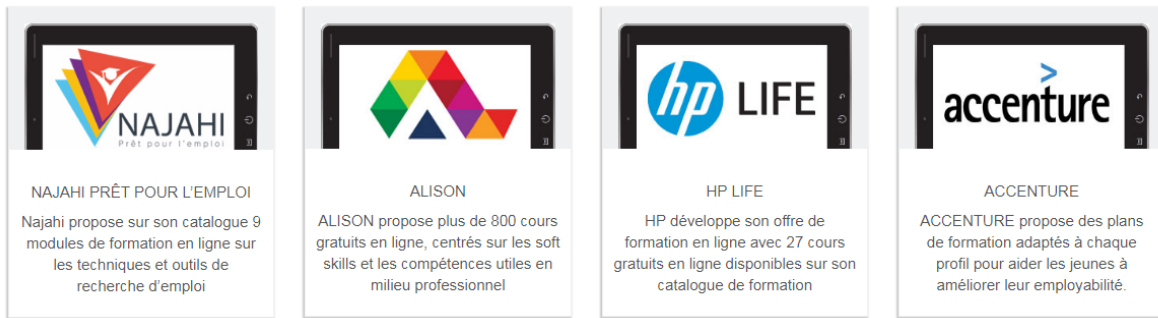 NAJAHI
Prêt pour l'emploi
NAJAHI PRÊT POUR L'EMPLOI
Najahi propose sur son catalogue 9
modules de formation en ligne sur
les techniques et outils de
recherche d'emploi
ALISON
ALISON propose plus de 800 cours
gratuits en ligne, centrés sur les soft
skills et les compétences utiles en
milieu professionnel
hp LIFE
HP LIFE
HP développe son offre de
formation en ligne avec 27 cours
gratuits en ligne disponibles sur son
catalogue de formation
>
accenture
ACCENTURE
ACCENTURE propose des plans
de formation adaptés à chaque
profil pour aider les jeunes à
améliorer leur employabilité.